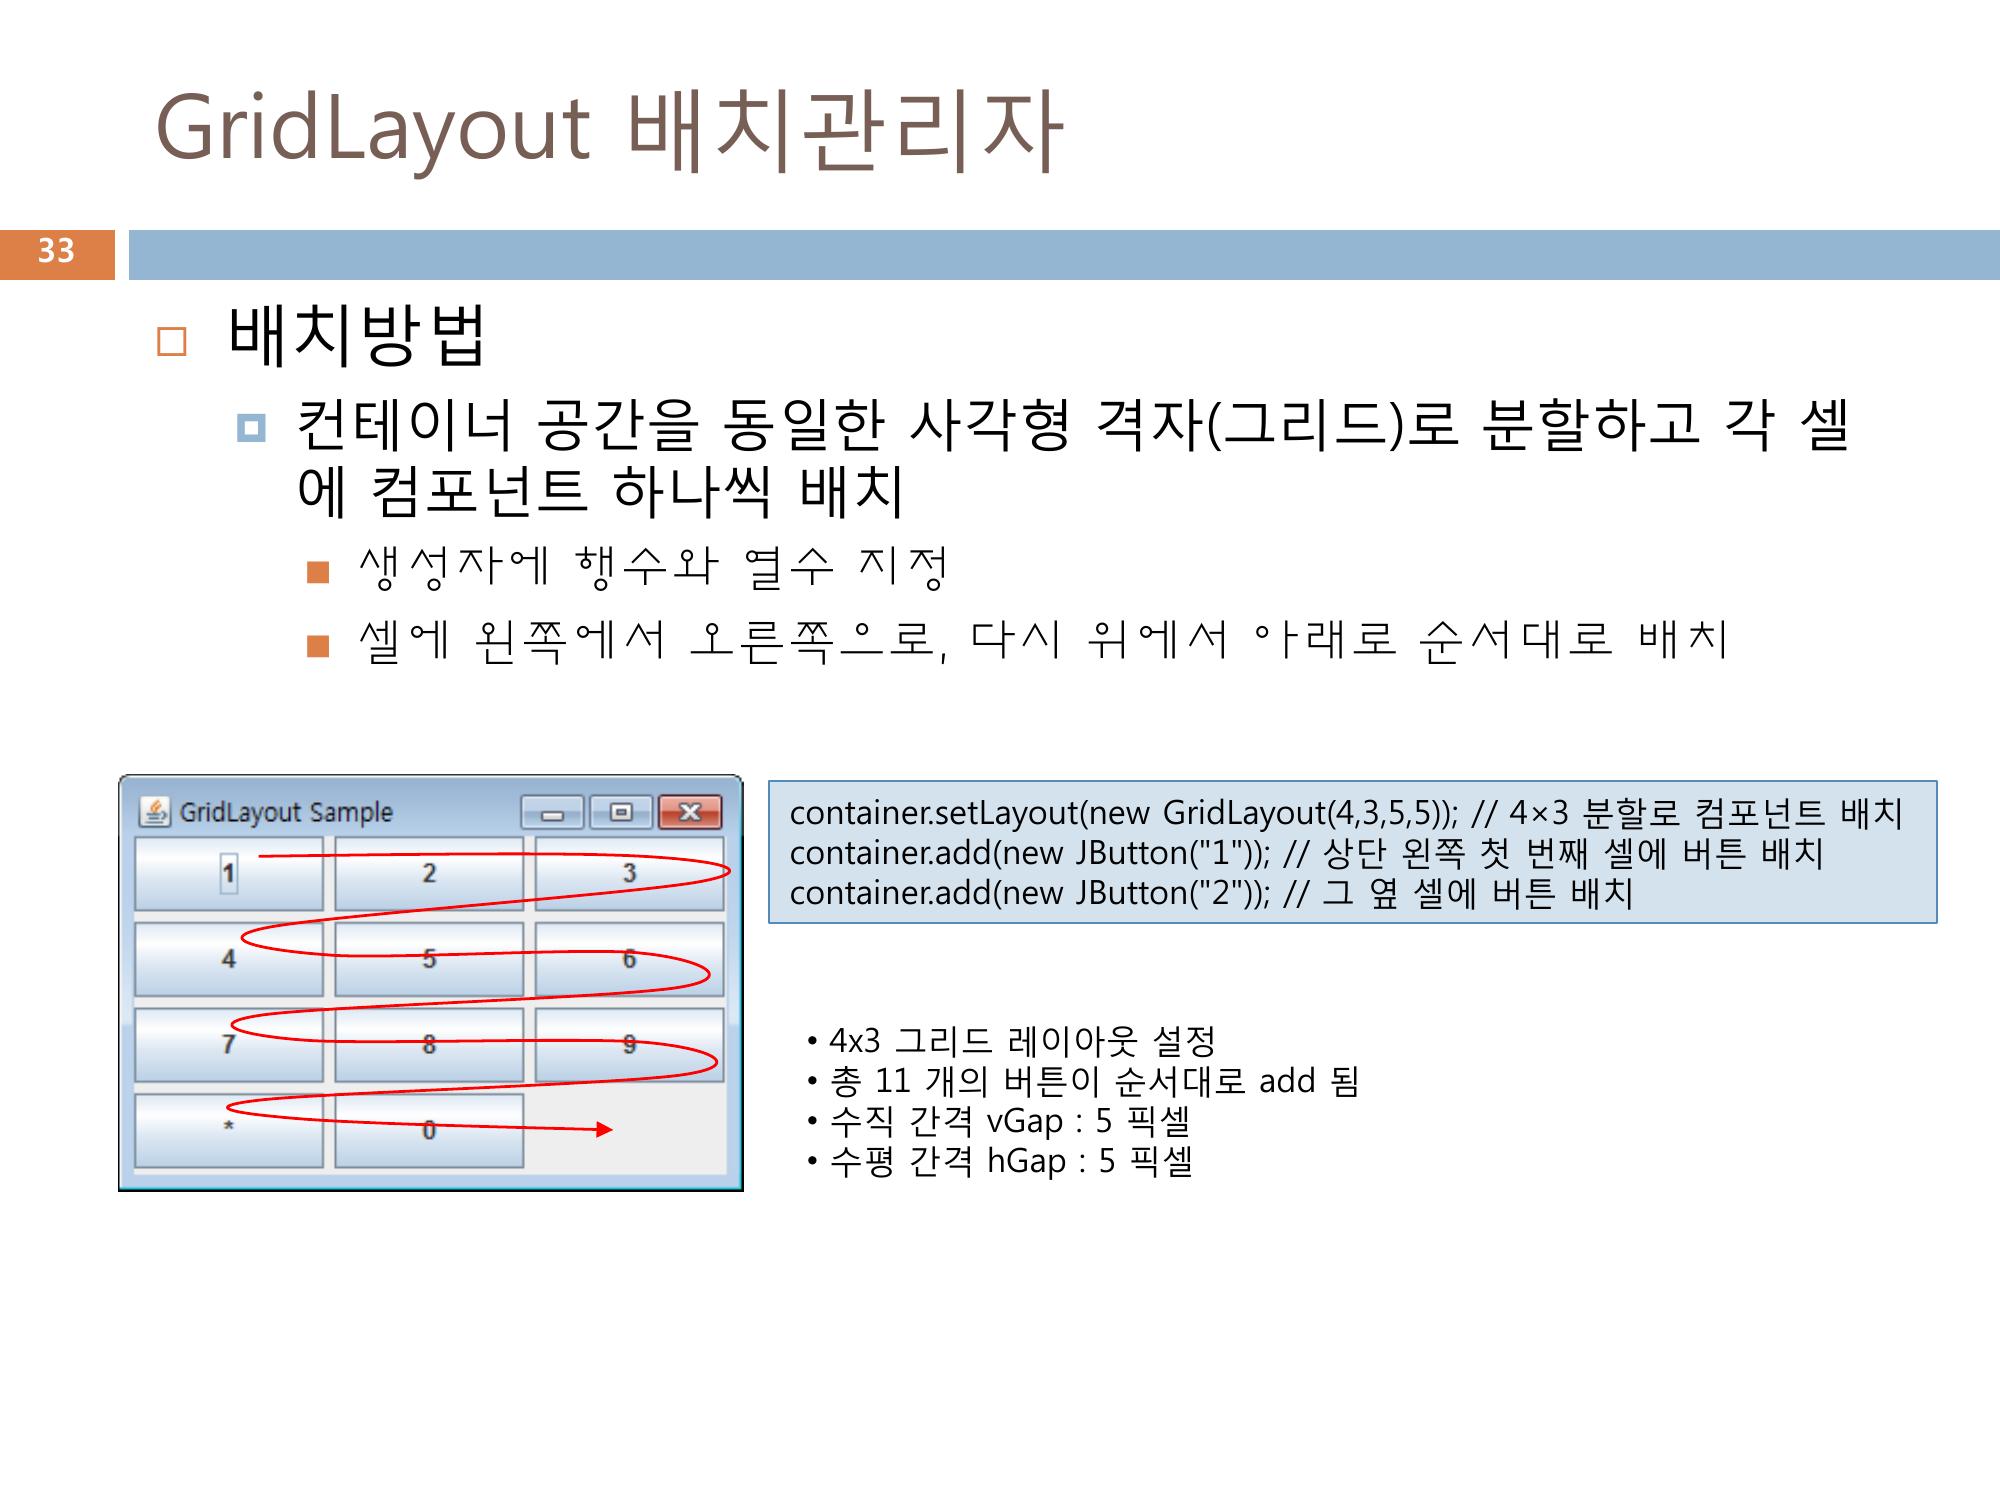 GridLayout 배치관리자
33
배치방법
컨테이너 공간을 동일한 사각형 격자(그리드)로 분할하고 각 셀
에 컴포넌트 하나씩 배치
생성자에 행수와 열수 지정
셀에 왼쪽에서 오른쪽으로, 다시 위에서 아래로 순서대로 배치
GridLayout Sample
1 2 3
4 5 6
7 8 9
* 0
container.setLayout(new GridLayout(4,3,5,5)); // 4×3 분할로 컴포넌트 배치
container.add(new JButton("1")); // 상단 왼쪽 첫 번째 셀에 버튼 배치
container.add(new JButton("2")); // 그 옆 셀에 버튼 배치
• 4x3 그리드 레이아웃 설정
• 총 11 개의 버튼이 순서대로 add 됨
• 수직 간격 vGap : 5 픽셀
• 수평 간격 hGap : 5 픽셀